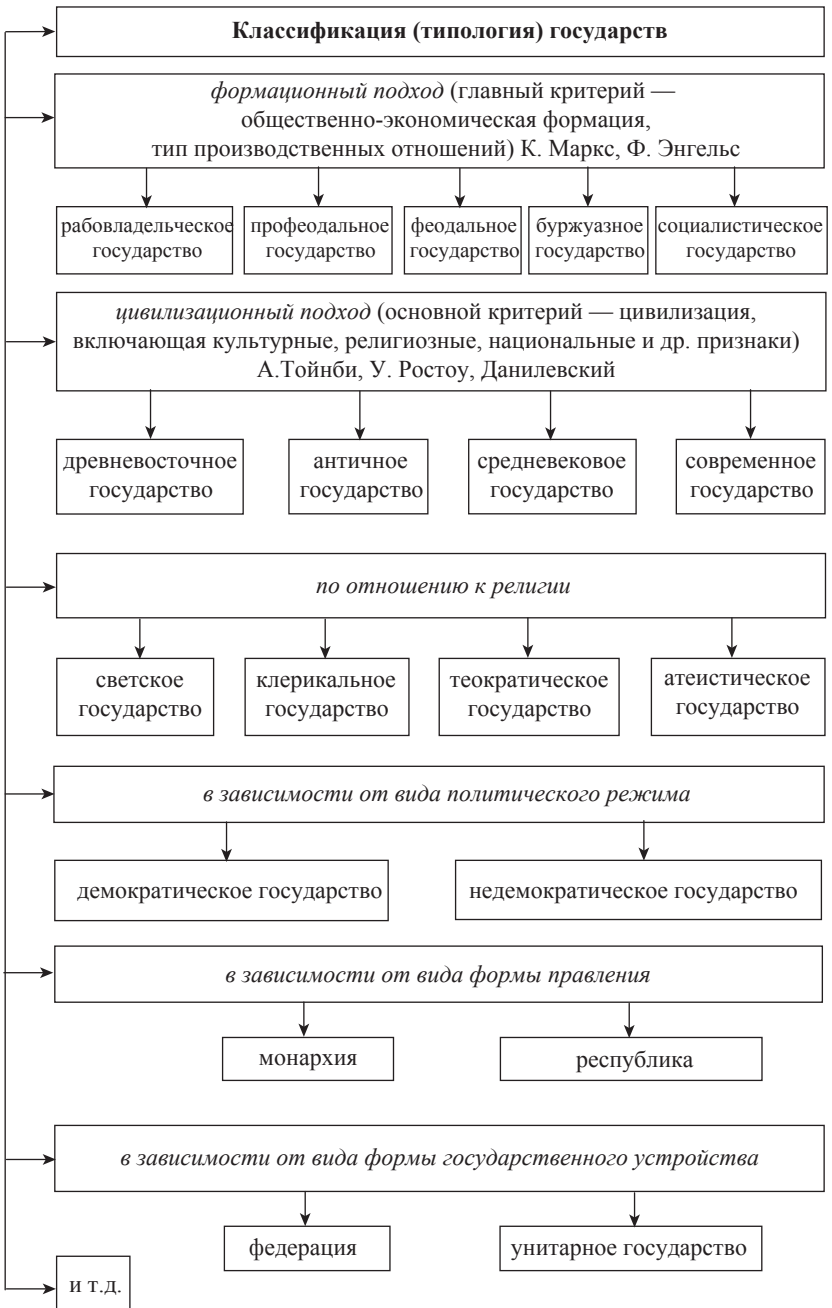 Классификация (типология) государств
формационный подход (главный критерий —
общественно-экономическая формация,
тип производственных отношений) К. Маркс, Ф. Энгельс
рабовладельческое
государство
профеодальное
государство
феодальное
государство
буржуазное
государство
социалистическое
государство
цивилизационный подход (основной критерий — цивилизация,
включающая культурные, религиозные, национальные и др. признаки)
А.Тойнби, У. Ростоу, Данилевский
древневосточное
государство
античное
государство
средневековое
государство
современное
государство
по отношению к религии
светское
государство
клерикальное
государство
теократическое
государство
атеистическое
государство
в зависимости от вида политического режима
демократическое государство
недемократическое государство
в зависимости от вида формы правления
монархия
республика
в зависимости от вида формы государственного устройства
федерация
унитарное государство
и т.д.